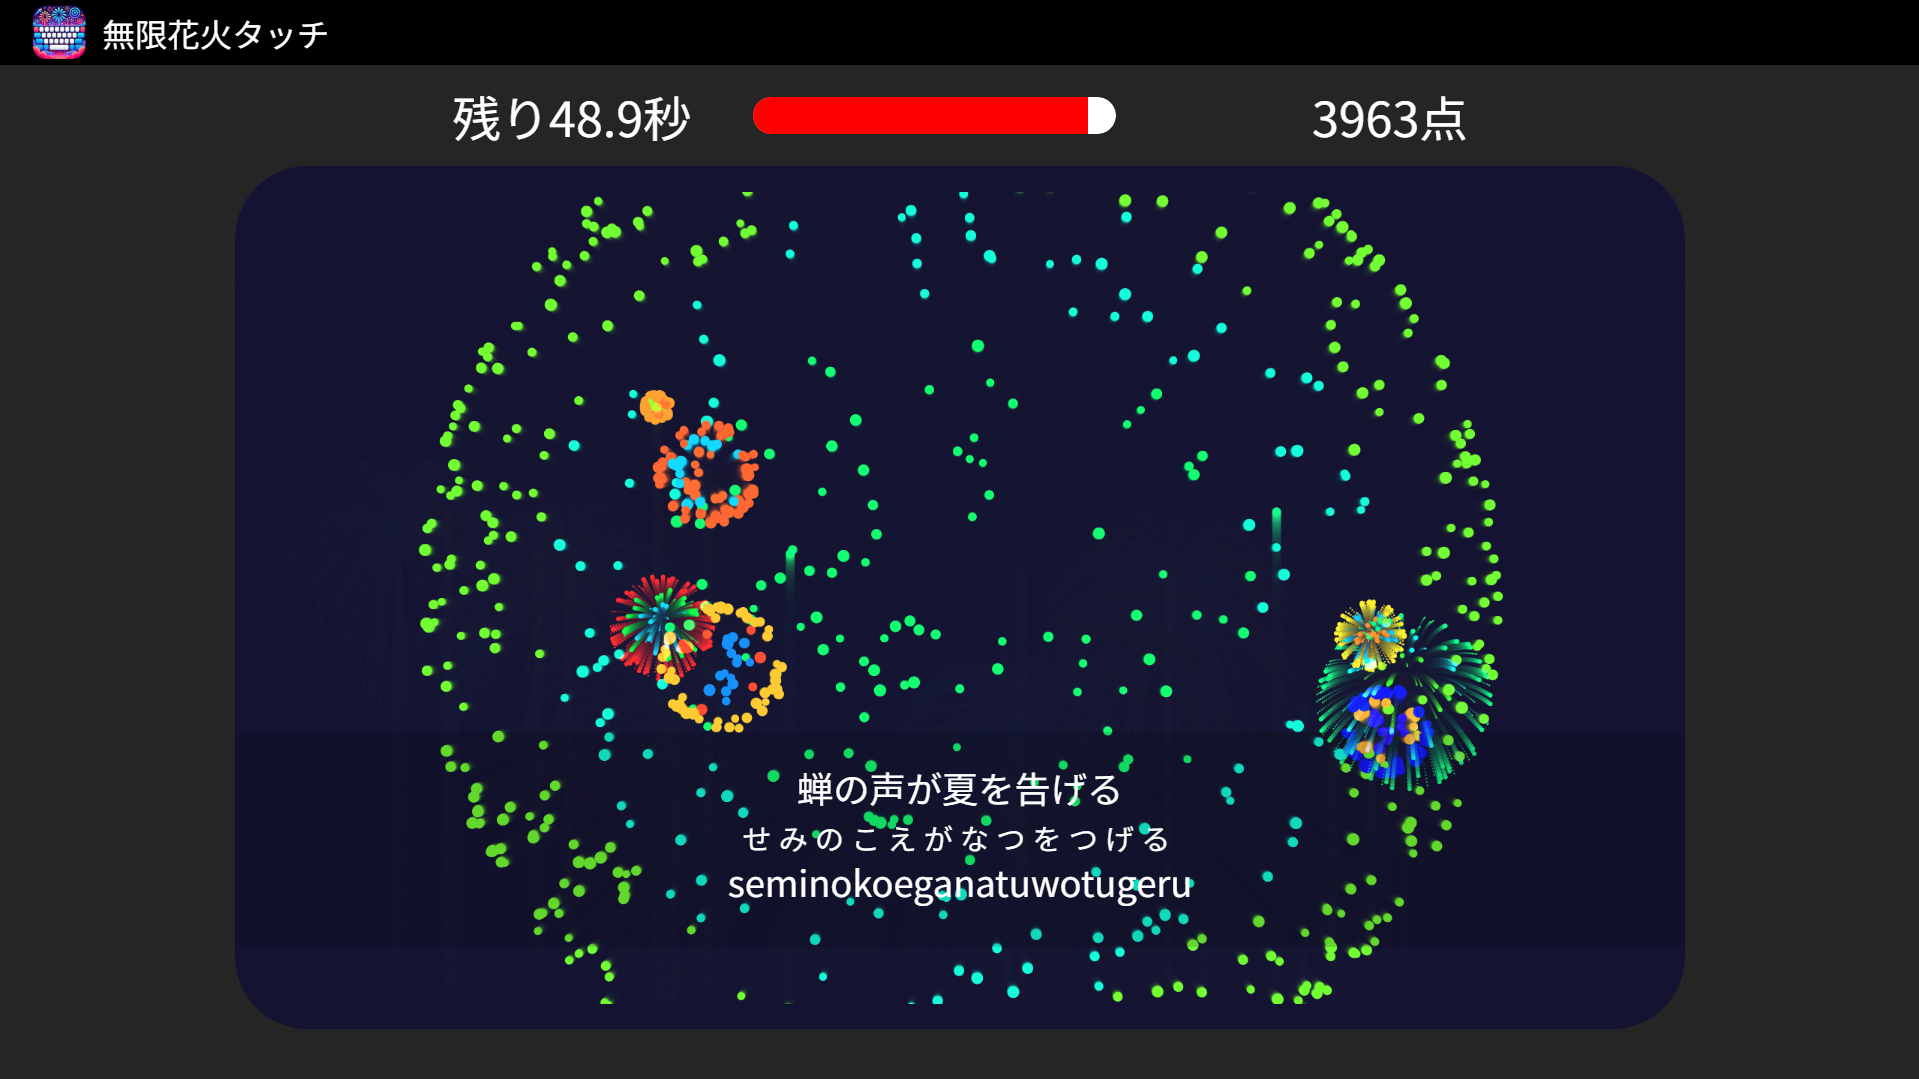 無限花火タッチ
残り48.9秒
3963点
蝉の声が夏を告げる
せみのこえがなつをつげる
seminokoeganatuwotugeru